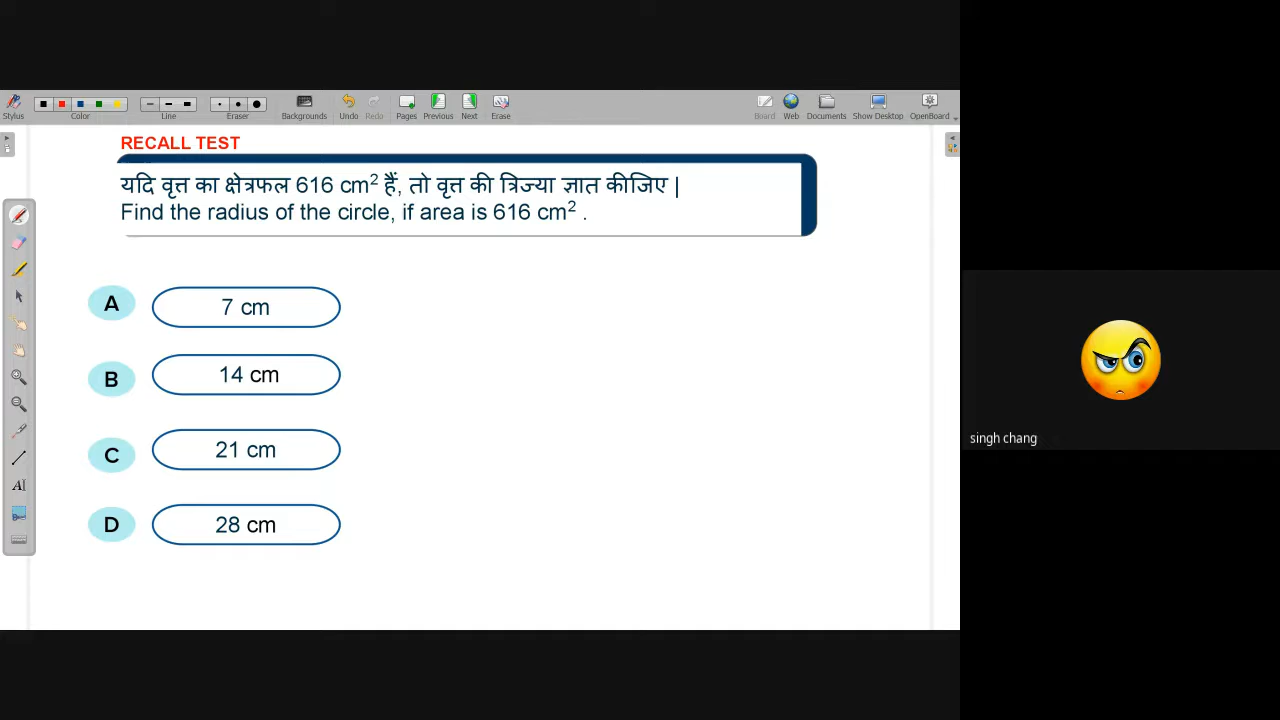 Stylus
Color
Line
Eraser
Backgrounds
Undo
Redo
Pages
Previous
Next
Erase
Board
Web
Documents
Show Desktop
OpenBoard
RECALL TEST
यदि वृत्त का क्षेत्रफल 616 cm² हैं, तो वृत्त की त्रिज्या ज्ञात कीजिए |
Find the radius of the circle, if area is 616 cm² .
A 7 cm
B 14 cm
C 21 cm
D 28 cm
singh chang